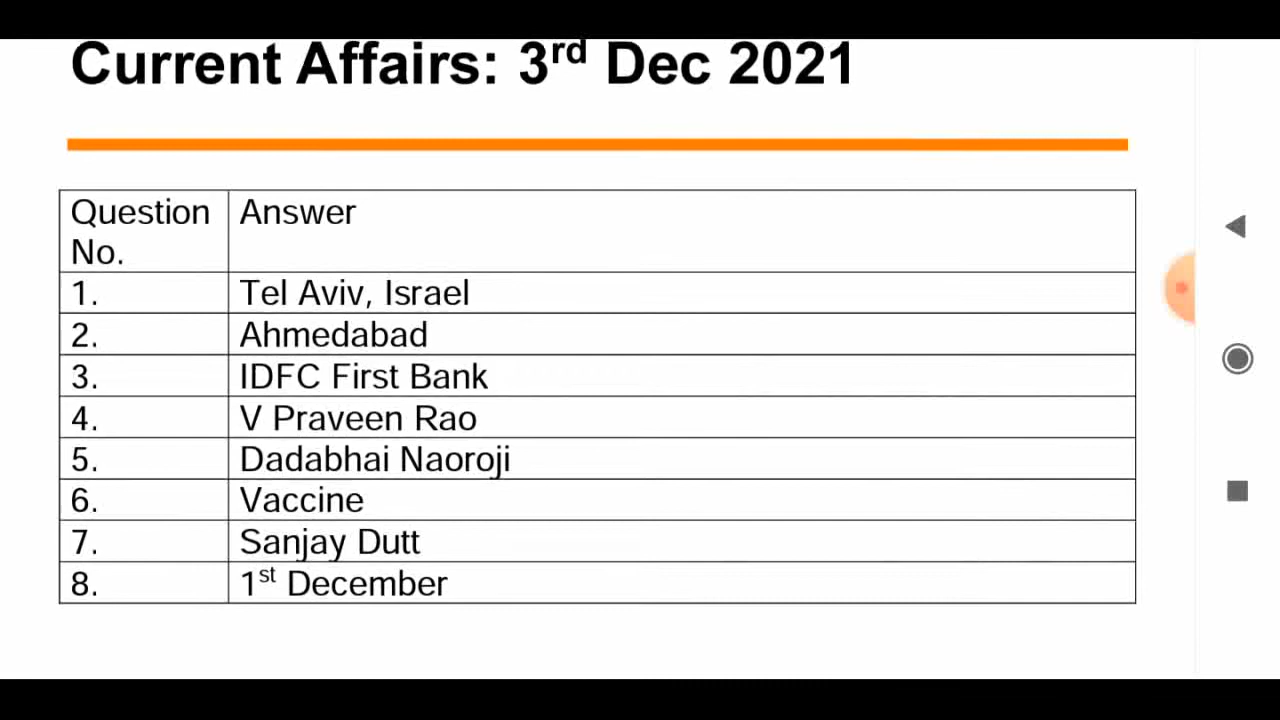 Current Affairs: 3rd Dec 2021
Question No. Answer
1. Tel Aviv, Israel
2. Ahmedabad
3. IDFC First Bank
4. V Praveen Rao
5. Dadabhai Naoroji
6. Vaccine
7. Sanjay Dutt
8. 1st December